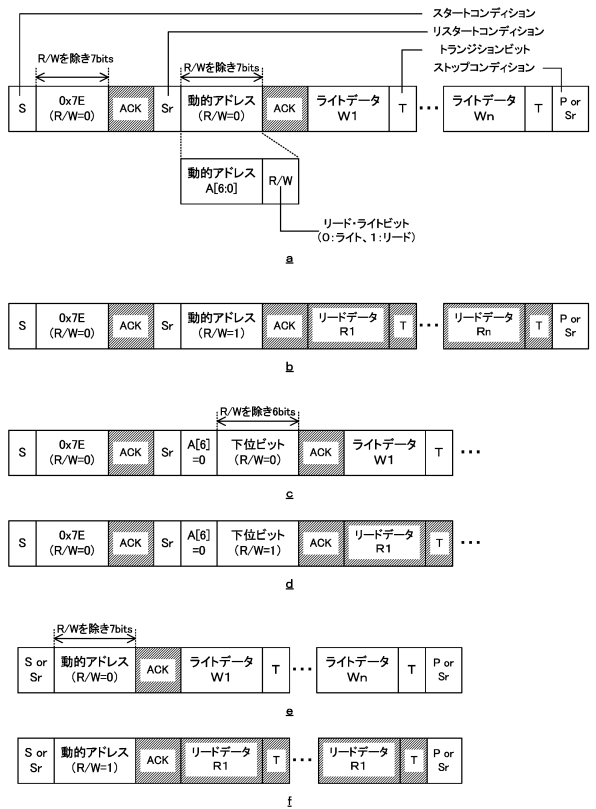 スタートコンディション
リスタートコンディション
R/Wを除き7bits R/Wを除き7bits トランジションビット
ストップコンディション
S 0x7E (R/W=0) ACK Sr 動的アドレス (R/W=0) ACK ライトデータ W1 T ・・・ ライトデータ Wn T P or Sr
動的アドレス A[6:0] R/W
リード・ライトビット
(0:ライト、1:リード)
a
S 0x7E (R/W=0) ACK Sr 動的アドレス (R/W=1) ACK リードデータ R1 T ・・・ リードデータ Rn T P or Sr
b
R/Wを除き6bits
S 0x7E (R/W=0) ACK Sr A[6] =0 下位ビット (R/W=0) ACK ライトデータ W1 T ・・・
c
S 0x7E (R/W=0) ACK Sr A[6] =0 下位ビット (R/W=1) ACK リードデータ R1 T ・・・
d
R/Wを除き7bits
S or Sr 動的アドレス (R/W=0) ACK ライトデータ W1 T ・・・ ライトデータ Wn T P or Sr
e
S or Sr 動的アドレス (R/W=1) ACK リードデータ R1 T ・・・ リードデータ R1 T P or Sr
f